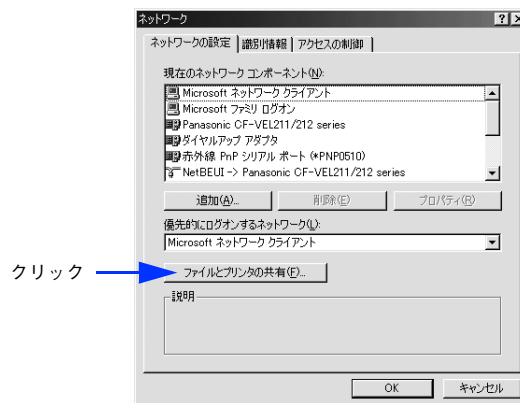 ネットワーク
ネットワークの設定 識別情報 アクセスの制御
現在のネットワーク コンポーネント(N):
Microsoft ネットワーク クライアント
Microsoft ファミリ ログオン
Panasonic CF-VEL211/212 series
ダイヤルアップ アダプタ
赤外線 PnP シリアル ポート (*PNP0510)
NetBEUI -> Panasonic CF-VEL211/212 series
追加(A)... 削除(E) プロパティ(R)
優先的にログオンするネットワーク(L):
Microsoft ネットワーク クライアント
クリック
ファイルとプリンタの共有(F)...
説明
OK キャンセル